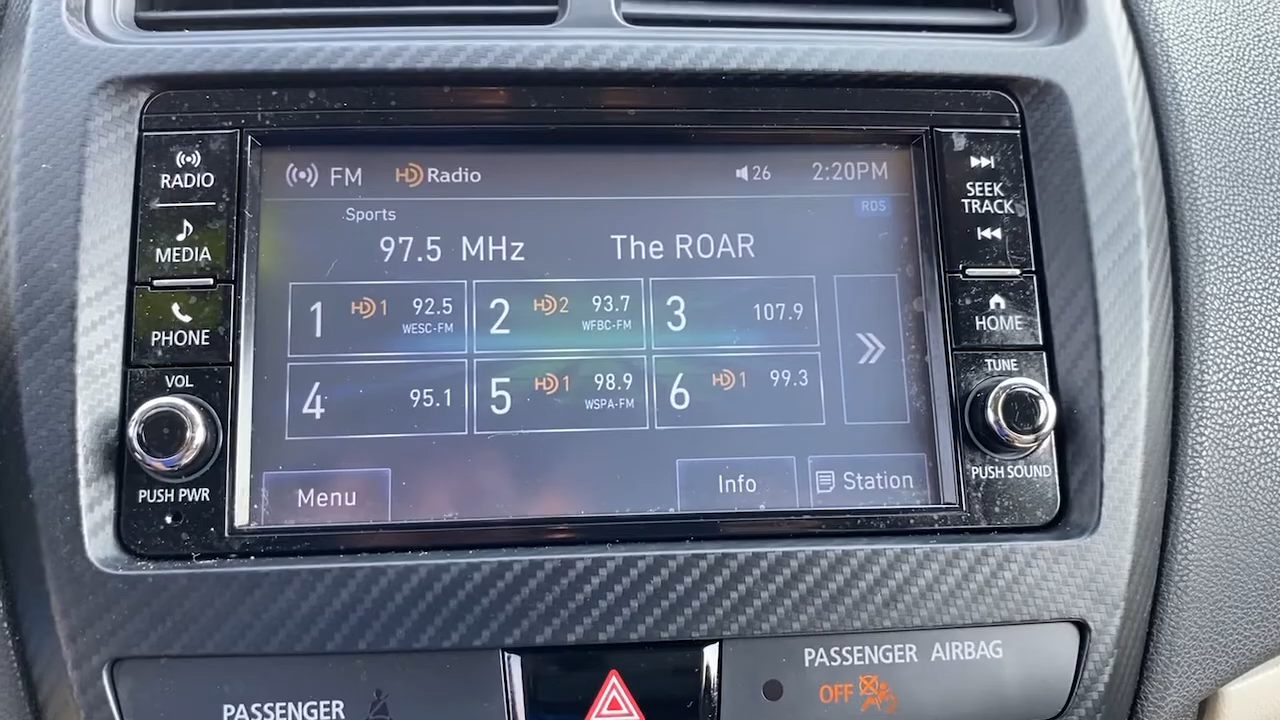 RADIO
MEDIA
PHONE
VOL
PUSH PWR
FM HD Radio 26 2:20PM
Sports RDS
97.5 MHz The ROAR
1 HD1 92.5
WESC-FM
2 HD2 93.7
WFBC-FM
3 107.9
4 95.1
5 HD1 98.9
WSPA-FM
6 HD1 99.3
Menu Info Station
SEEK
TRACK
HOME
TUNE
PUSH SOUND
PASSENGER
PASSENGER AIRBAG
OFF